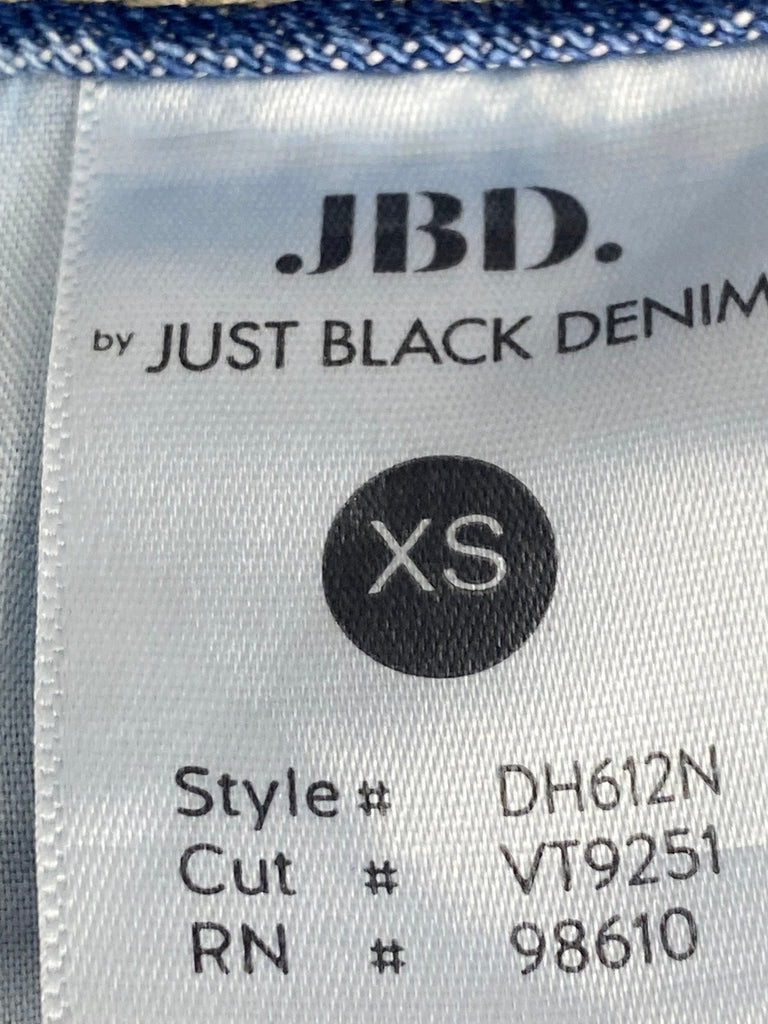 JBD.
by JUST BLACK DENIM
XS
Style # DH612N
Cut # VT9251
RN # 98610